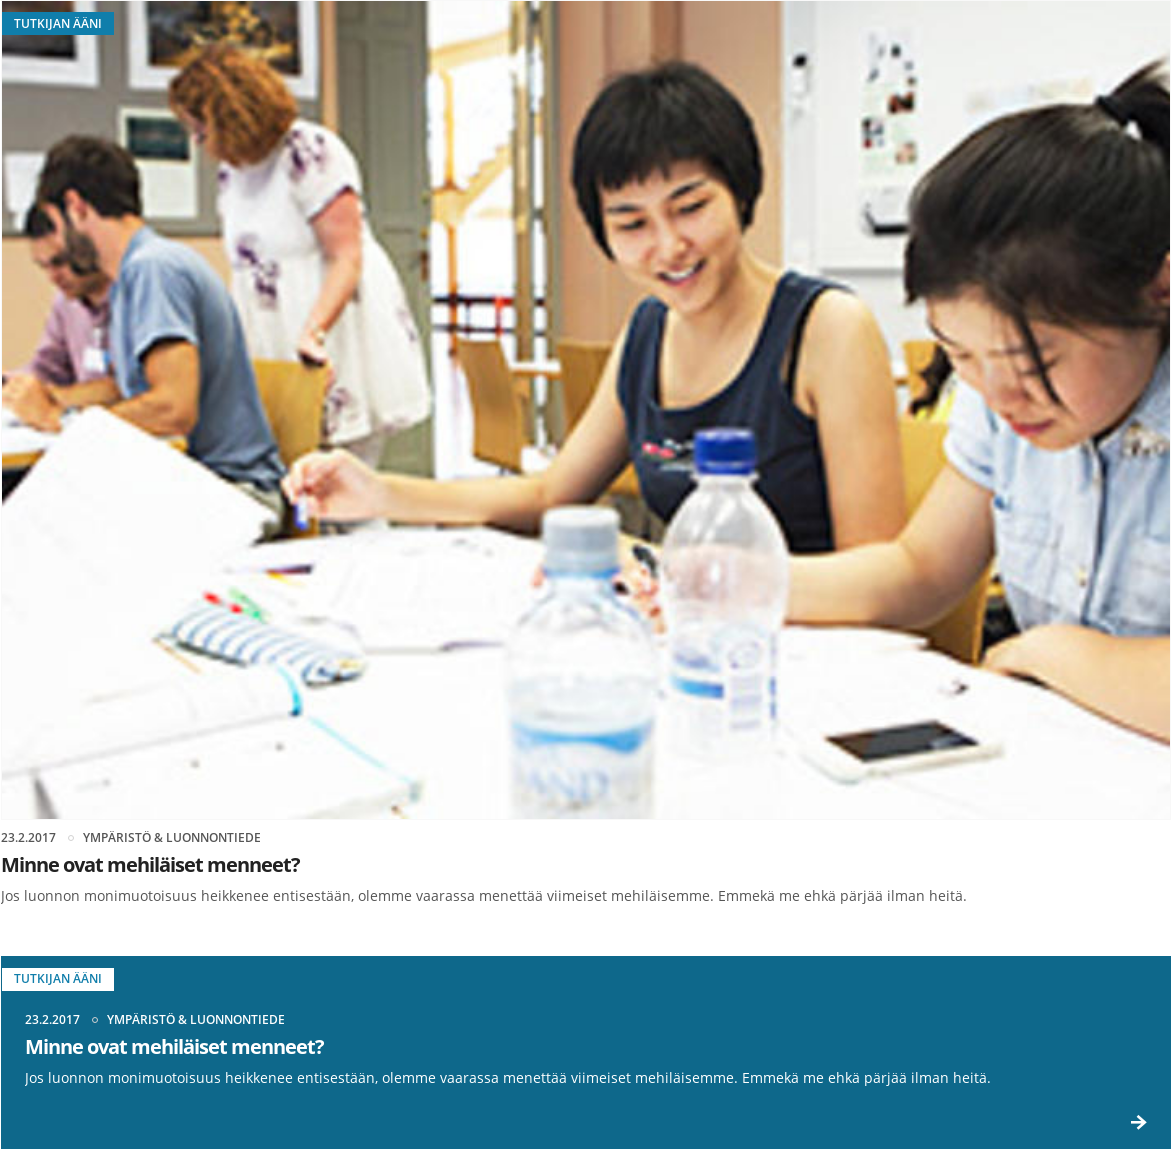 TUTKIJAN ÄÄNI
23.2.2017 YMPÄRISTÖ & LUONNONTIEDE
Minne ovat mehiläiset menneet?
Jos luonnon monimuotoisuus heikkenee entisestään, olemme vaarassa menettää viimeiset mehiläisemme. Emmekä me ehkä pärjää ilman heitä.
TUTKIJAN ÄÄNI
23.2.2017 YMPÄRISTÖ & LUONNONTIEDE
Minne ovat mehiläiset menneet?
Jos luonnon monimuotoisuus heikkenee entisestään, olemme vaarassa menettää viimeiset mehiläisemme. Emmekä me ehkä pärjää ilman heitä.